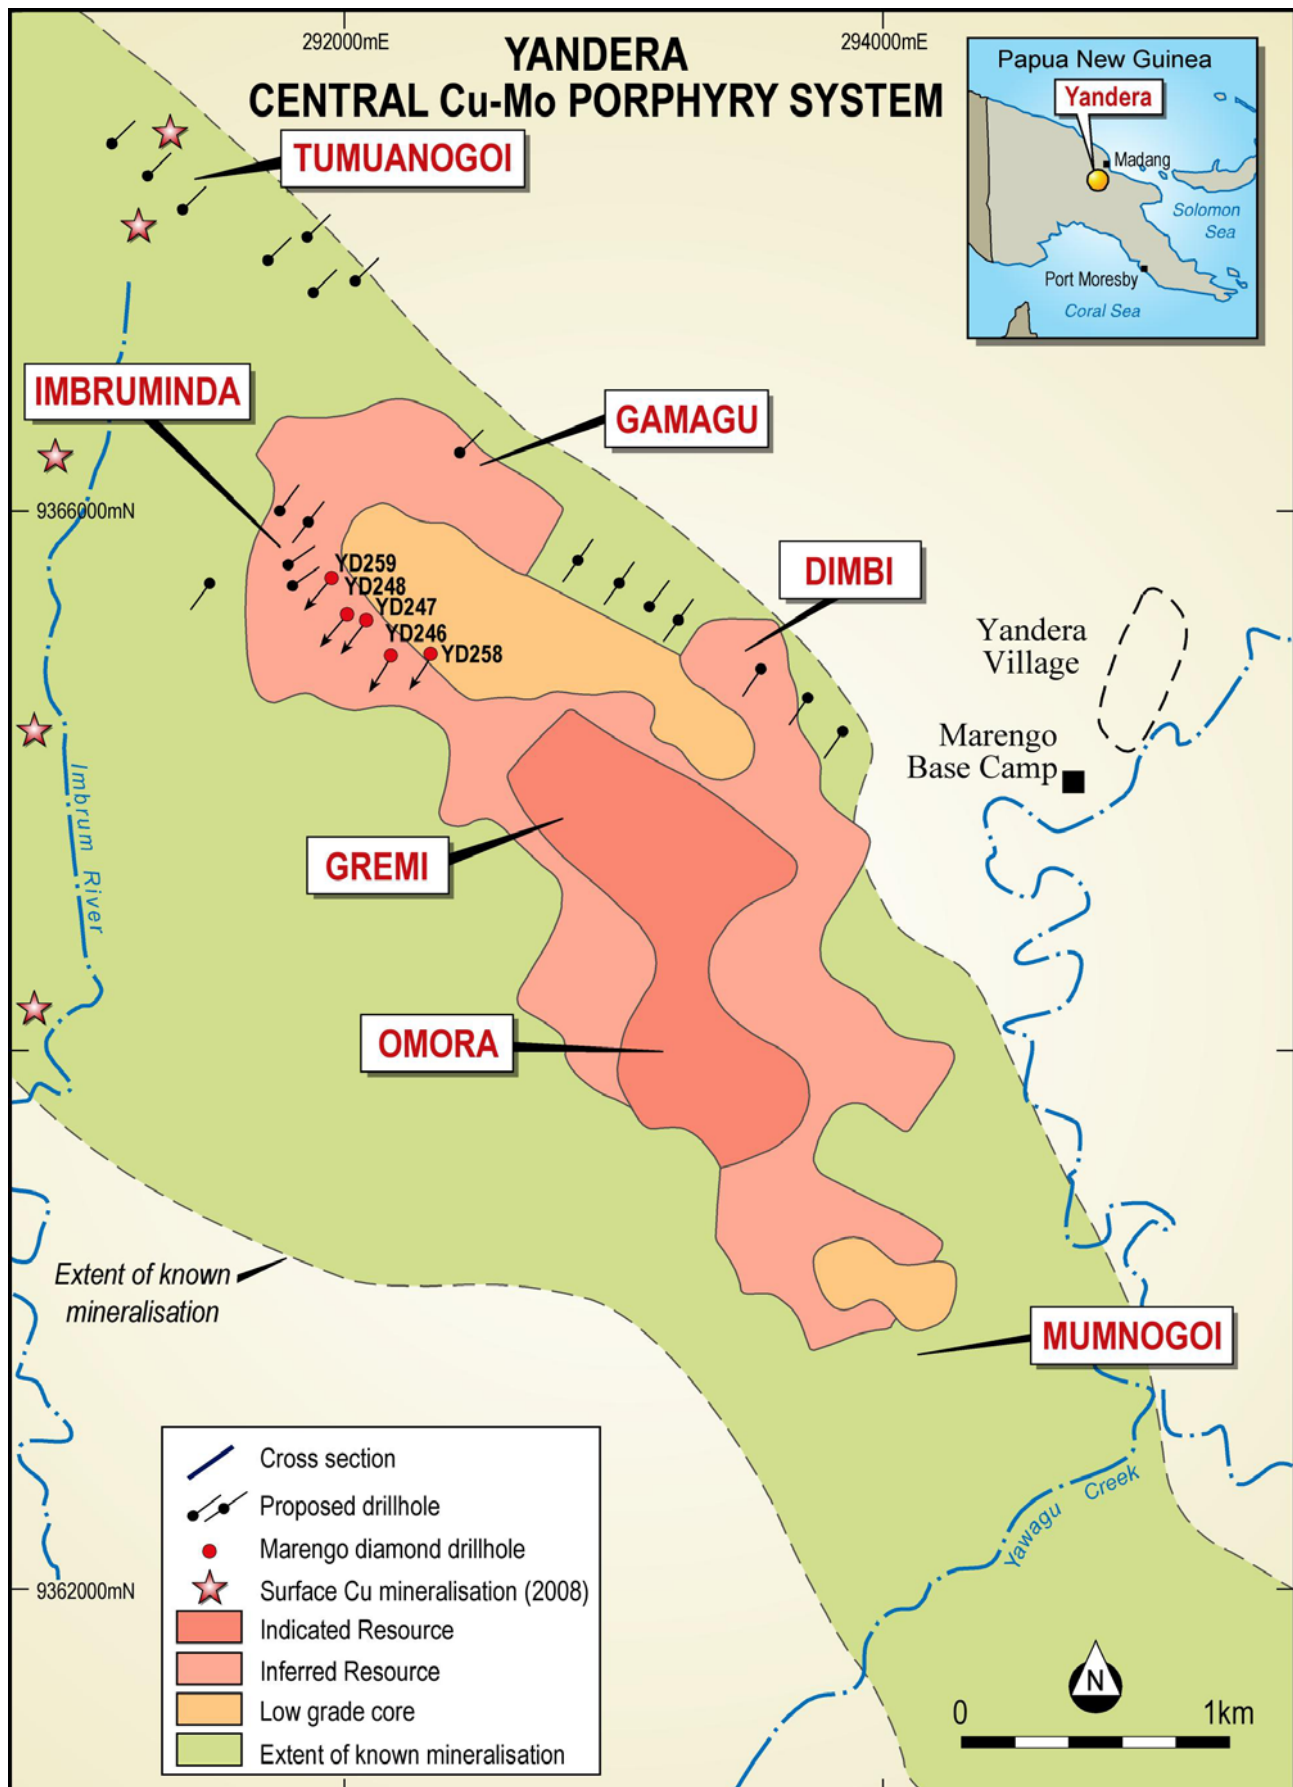 292000mE
294000mE
YANDERA
CENTRAL Cu-Mo PORPHYRY SYSTEM
Papua New Guinea
Yandera
Madang
Solomon
Sea
Port Moresby
Coral Sea
TUMUANOGOI
IMBRUMINDA
GAMAGU
9366000mN
DIMBI
YD259
YD248
YD247
YD246
YD258
Yandera
Village
Marengo
Base Camp
Imbrum River
GREMI
OMORA
Extent of known
mineralisation
MUMNOGOI
Yawagu Creek
9362000mN
Cross section
Proposed drillhole
Marengo diamond drillhole
Surface Cu mineralisation (2008)
Indicated Resource
Inferred Resource
Low grade core
Extent of known mineralisation
N
0 1km